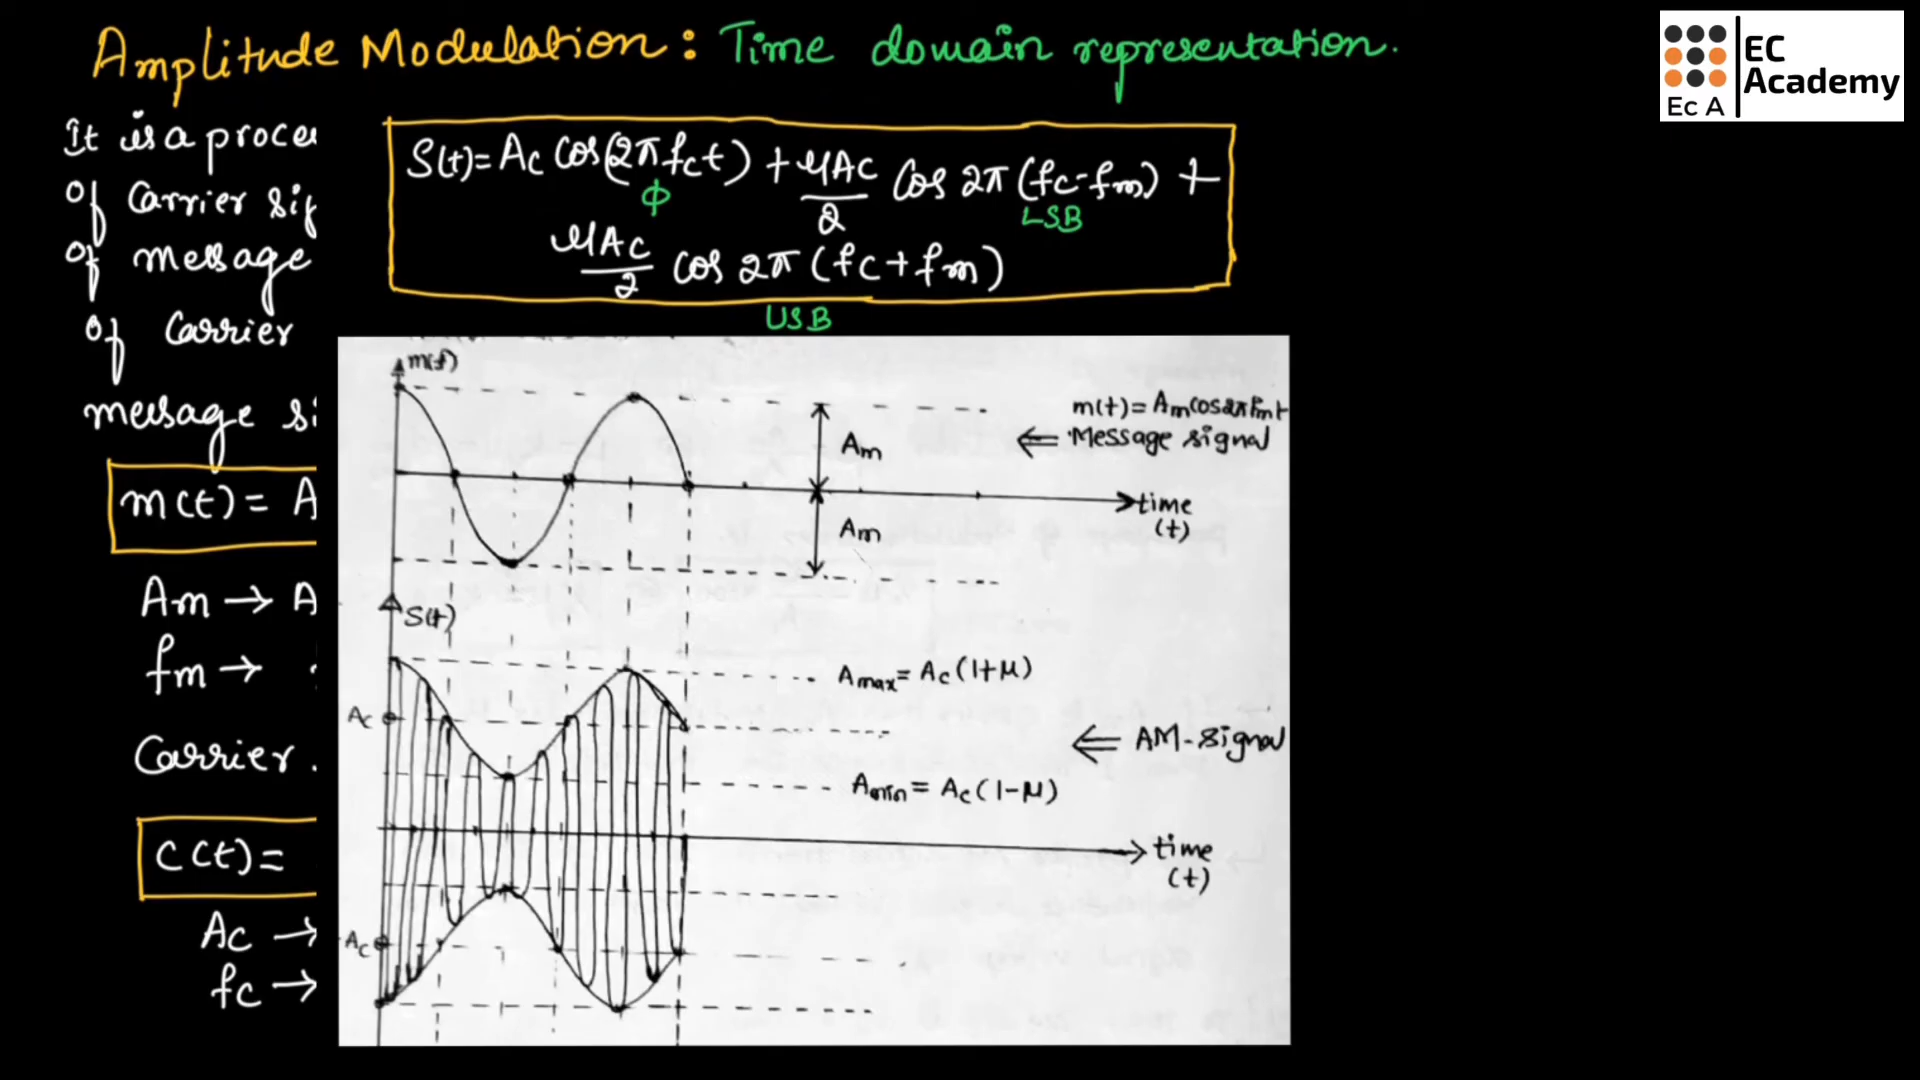 Amplitude Modulation: Time domain representation.
EC
Academy
Ec A
It is a proce
of carrier sig
of message
of carrier
message si
m(t) = A
Am → A
fm →
Carrier.
C(t) =
Ac →
fc →
S(t) = Ac cos(2πfct) + μAc/2 cos 2π (fc-fm) +
ϕ
LSB
μAc/2 cos 2π (fc+fm)
USB
m(t)
m(t) = Am cos2πfmt
⇐ Message signal
Am
time
(t)
Am
S(t)
Amax = Ac (1+μ)
Ac
⇐ AM-Signal
Amin = Ac (1-μ)
time
(t)
Ac